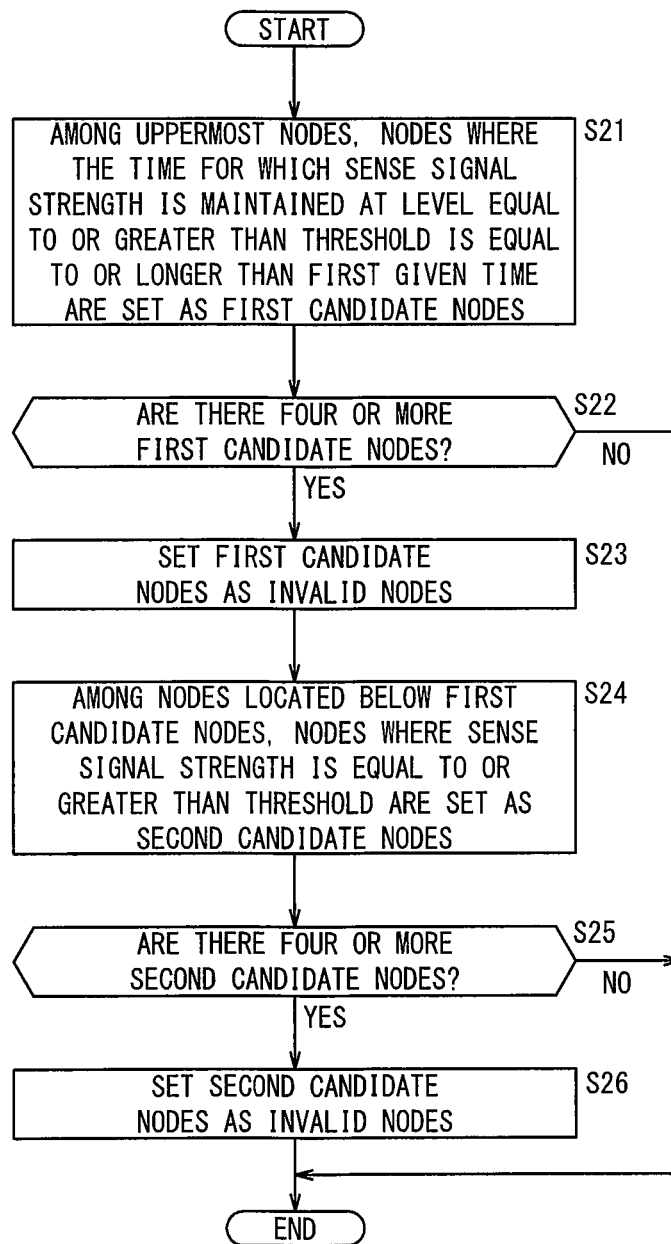 START
AMONG UPPERMOST NODES, NODES WHERE
THE TIME FOR WHICH SENSE SIGNAL
STRENGTH IS MAINTAINED AT LEVEL EQUAL
TO OR GREATER THAN THRESHOLD IS EQUAL
TO OR LONGER THAN FIRST GIVEN TIME
ARE SET AS FIRST CANDIDATE NODES
S21
ARE THERE FOUR OR MORE
FIRST CANDIDATE NODES?
S22
NO
YES
SET FIRST CANDIDATE
NODES AS INVALID NODES
S23
AMONG NODES LOCATED BELOW FIRST
CANDIDATE NODES, NODES WHERE SENSE
SIGNAL STRENGTH IS EQUAL TO OR
GREATER THAN THRESHOLD ARE SET AS
SECOND CANDIDATE NODES
S24
ARE THERE FOUR OR MORE
SECOND CANDIDATE NODES?
S25
NO
YES
SET SECOND CANDIDATE
NODES AS INVALID NODES
S26
END